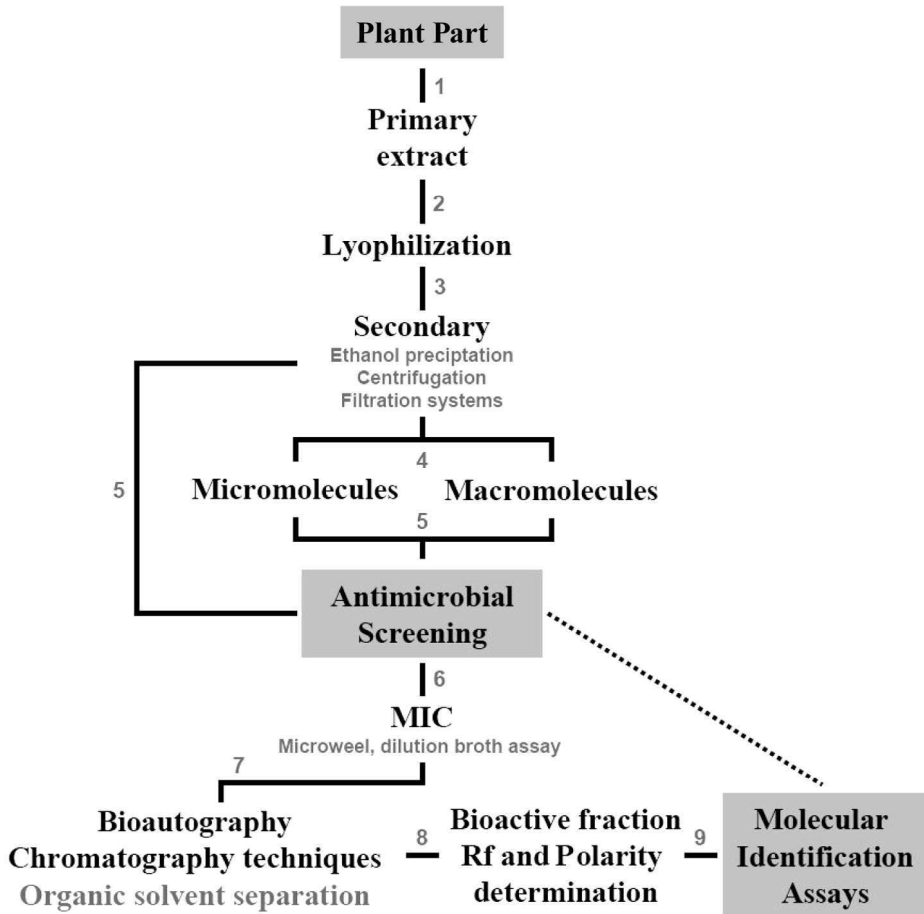 Plant Part
1
Primary
extract
2
Lyophilization
3
Secondary
Ethanol preciptation
Centrifugation
Filtration systems
4
5
Micromolecules
Macromolecules
5
Antimicrobial
Screening
6
MIC
Microweel, dilution broth assay
7
Bioautography
Chromatography techniques
Organic solvent separation
8
Bioactive fraction
Rf and Polarity
determination
9
Molecular
Identification
Assays